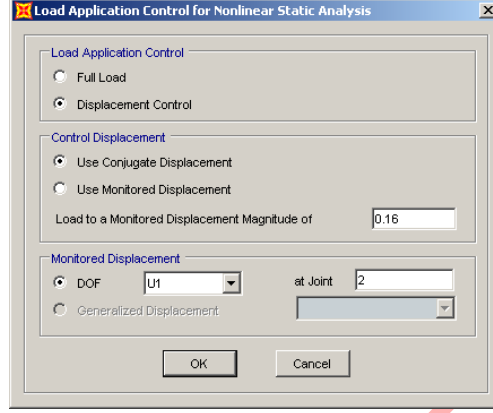 Load Application Control for Nonlinear Static Analysis
Load Application Control
Full Load
Displacement Control
Control Displacement
Use Conjugate Displacement
Use Monitored Displacement
Load to a Monitored Displacement Magnitude of 0.16
Monitored Displacement
DOF U1 at Joint 2
Generalized Displacement
OK Cancel